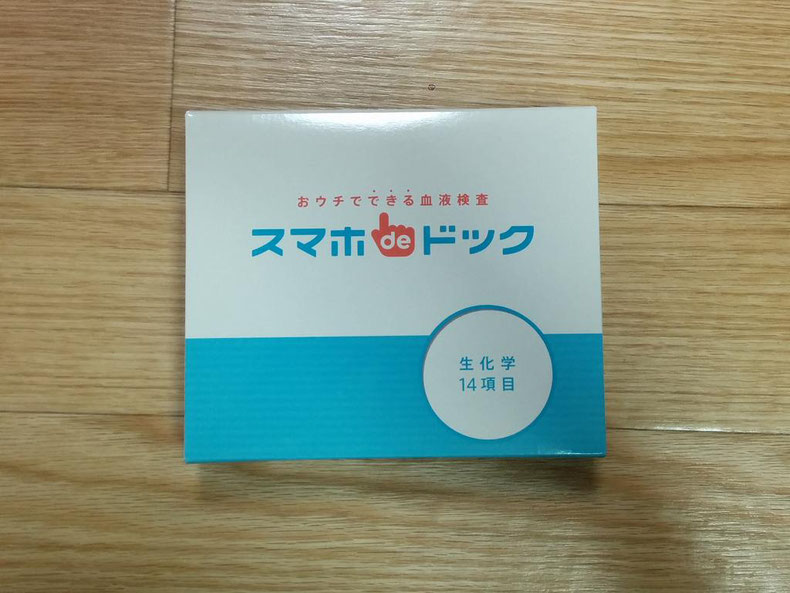 おウチでできる血液検査
スマホdeドック
生化学
14項目